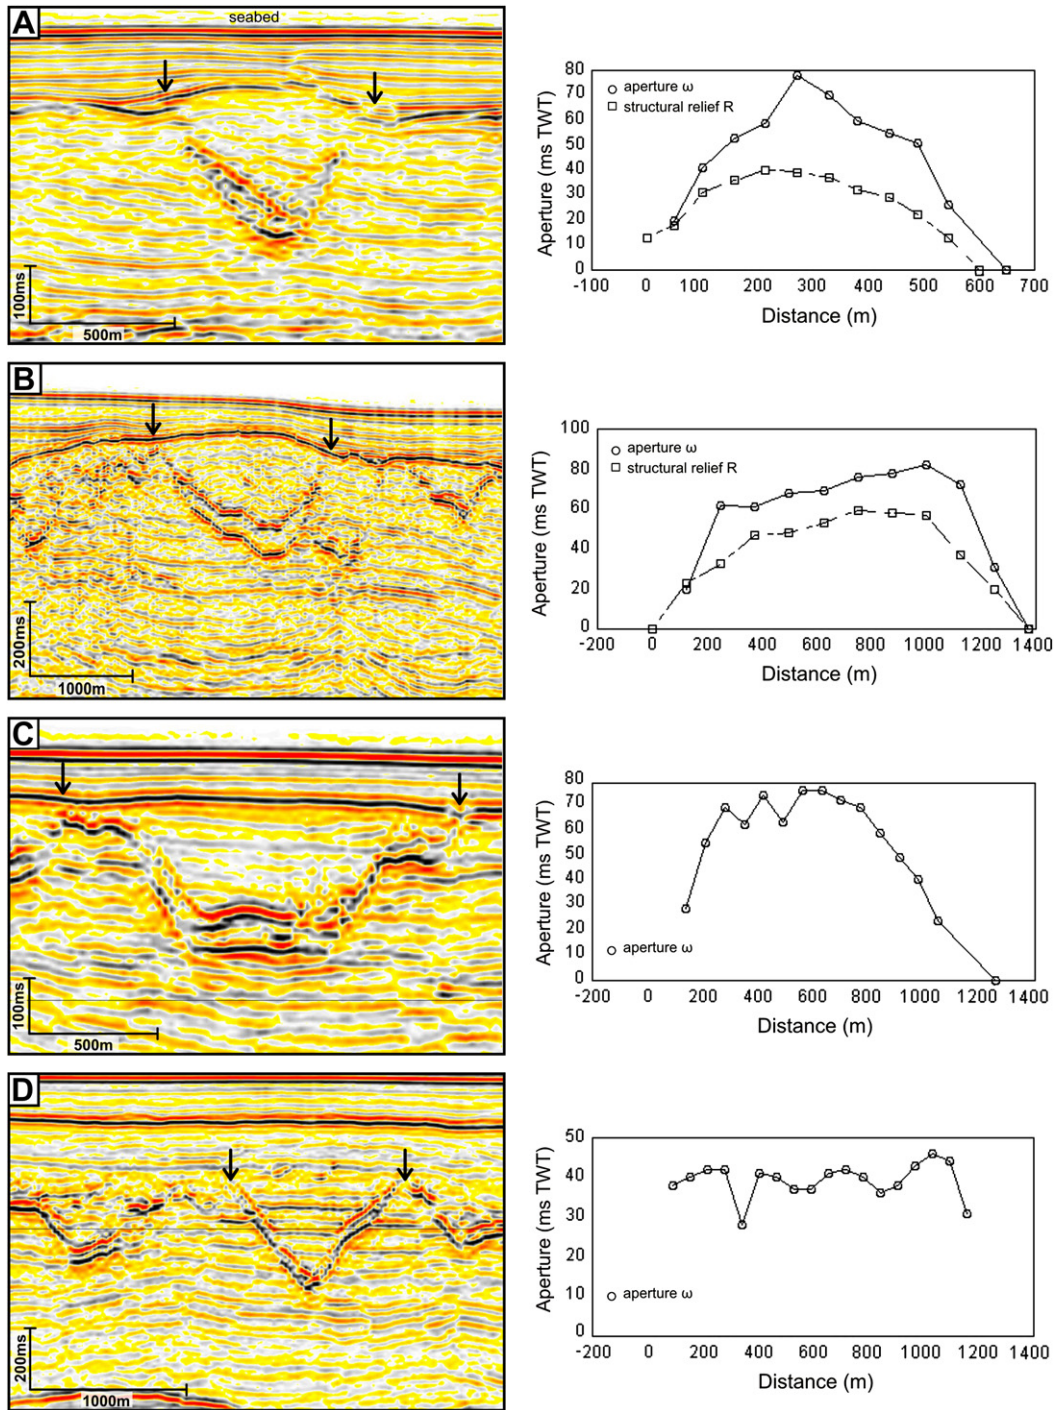 A
seabed
100ms
500m
80
70
60
50
40
30
20
10
0
aperture ω
structural relief R
Aperture (ms TWT)
-100 0 100 200 300 400 500 600 700
Distance (m)
B
200ms
1000m
100
80
60
40
20
0
aperture ω
structural relief R
Aperture (ms TWT)
-200 0 200 400 600 800 1000 1200 1400
Distance (m)
C
100ms
500m
80
70
60
50
40
30
20
10
0
aperture ω
Aperture (ms TWT)
-200 0 200 400 600 800 1000 1200 1400
Distance (m)
D
200ms
1000m
50
40
30
20
10
0
aperture ω
Aperture (ms TWT)
-200 0 200 400 600 800 1000 1200 1400
Distance (m)